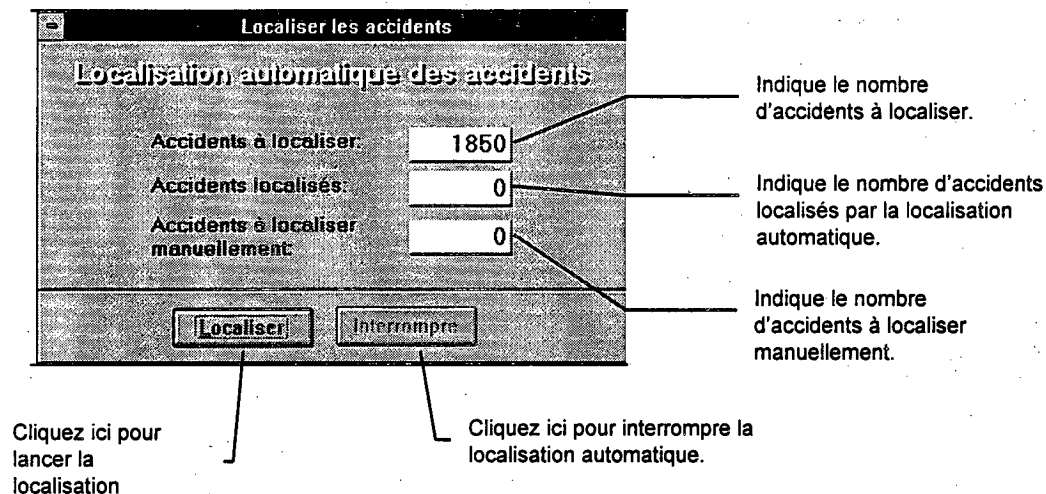 Localiser les accidents
Localisation automatique des accidents
Accidents à localiser: 1850
Accidents localisés: 0
Accidents à localiser
manuellement: 0
Localiser
Interrompre
Indique le nombre
d'accidents à localiser.
Indique le nombre d'accidents
localisés par la localisation
automatique.
Indique le nombre
d'accidents à localiser
manuellement.
Cliquez ici pour
lancer la
localisation
Cliquez ici pour interrompre la
localisation automatique.